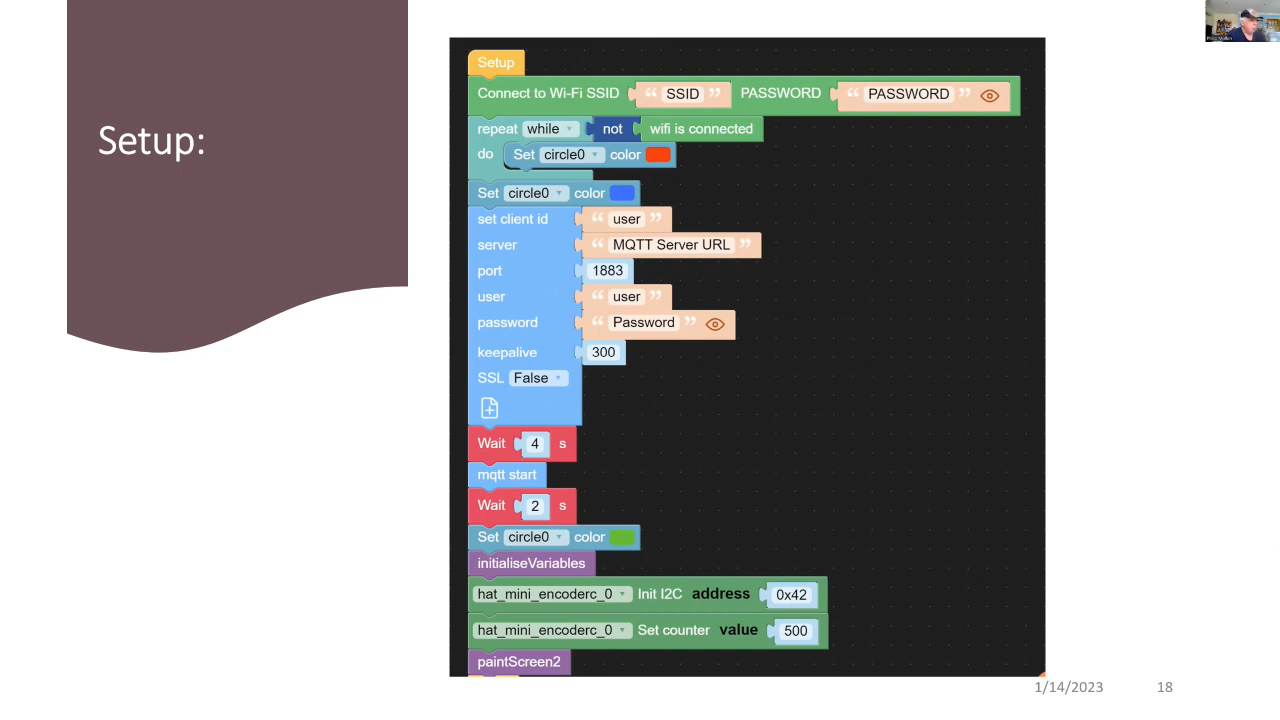 Setup:
Setup
Connect to Wi-Fi SSID “ SSID ” PASSWORD “ PASSWORD ”
repeat while not wifi is connected
do Set circle0 color
Set circle0 color
set client id “ user ”
server “ MQTT Server URL ”
port 1883
user “ user ”
password “ Password ”
keepalive 300
SSL False
Wait 4 s
mqtt start
Wait 2 s
Set circle0 color
initialiseVariables
hat_mini_encoderc_0 Init I2C address 0x42
hat_mini_encoderc_0 Set counter value 500
paintScreen2
1/14/2023 18